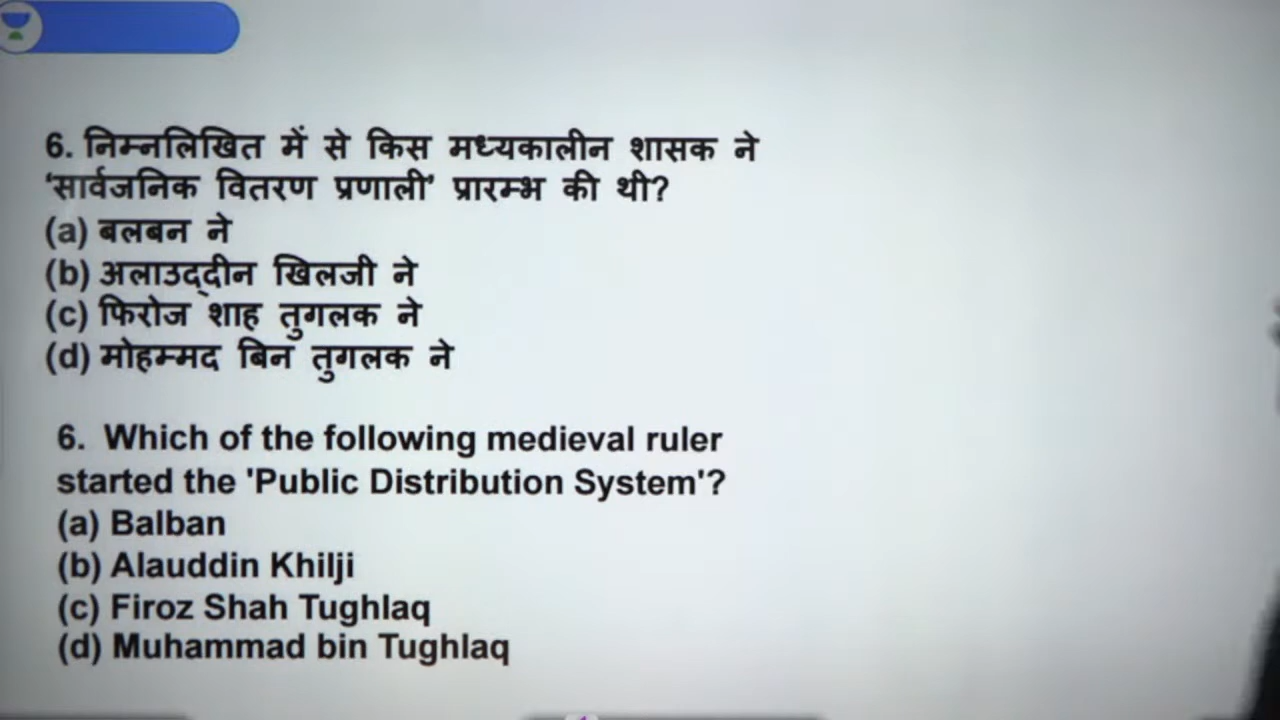 6. निम्नलिखित में से किस मध्यकालीन शासक ने
‘सार्वजनिक वितरण प्रणाली’ प्रारम्भ की थी?
(a) बलबन ने
(b) अलाउद्दीन खिलजी ने
(c) फिरोज शाह तुगलक ने
(d) मोहम्मद बिन तुगलक ने
6. Which of the following medieval ruler
started the 'Public Distribution System'?
(a) Balban
(b) Alauddin Khilji
(c) Firoz Shah Tughlaq
(d) Muhammad bin Tughlaq